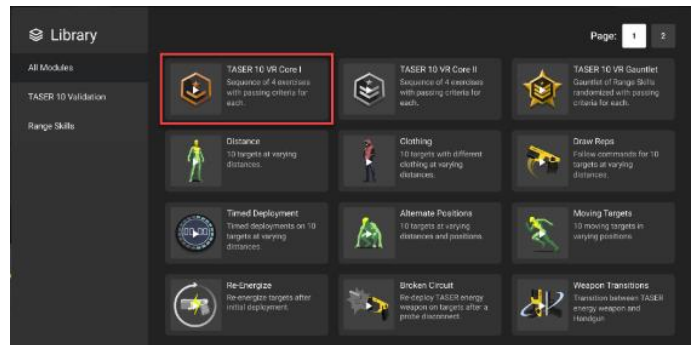 Library
Page: 1 2
All Modules
TASER 10 Validation
Range Skills
TASER 10 VR Core I
Sequence of 4 exercises
with passing criteria for
each.
TASER 10 VR Core II
Sequence of 4 exercises
with passing criteria for
each.
TASER 10 VR Gauntlet
Gauntlet of Range Skills
randomized with passing
criteria for each.
Distance
10 targets at varying
distances.
Clothing
10 targets with different
clothing at varying
distances.
Draw Reps
Follow commands for 10
targets at varying
distances.
Timed Deployment
Timed deployments on 10
targets at varying
distances.
Alternate Positions
10 targets at varying
distances and positions.
Moving Targets
10 moving targets in
varying positions.
Re-Energize
Re-energize targets after
initial deployment.
Broken Circuit
Re-deploy TASER energy
weapon on targets after a
probe disconnect.
Weapon Transitions
Transition between TASER
energy weapon and
Handgun